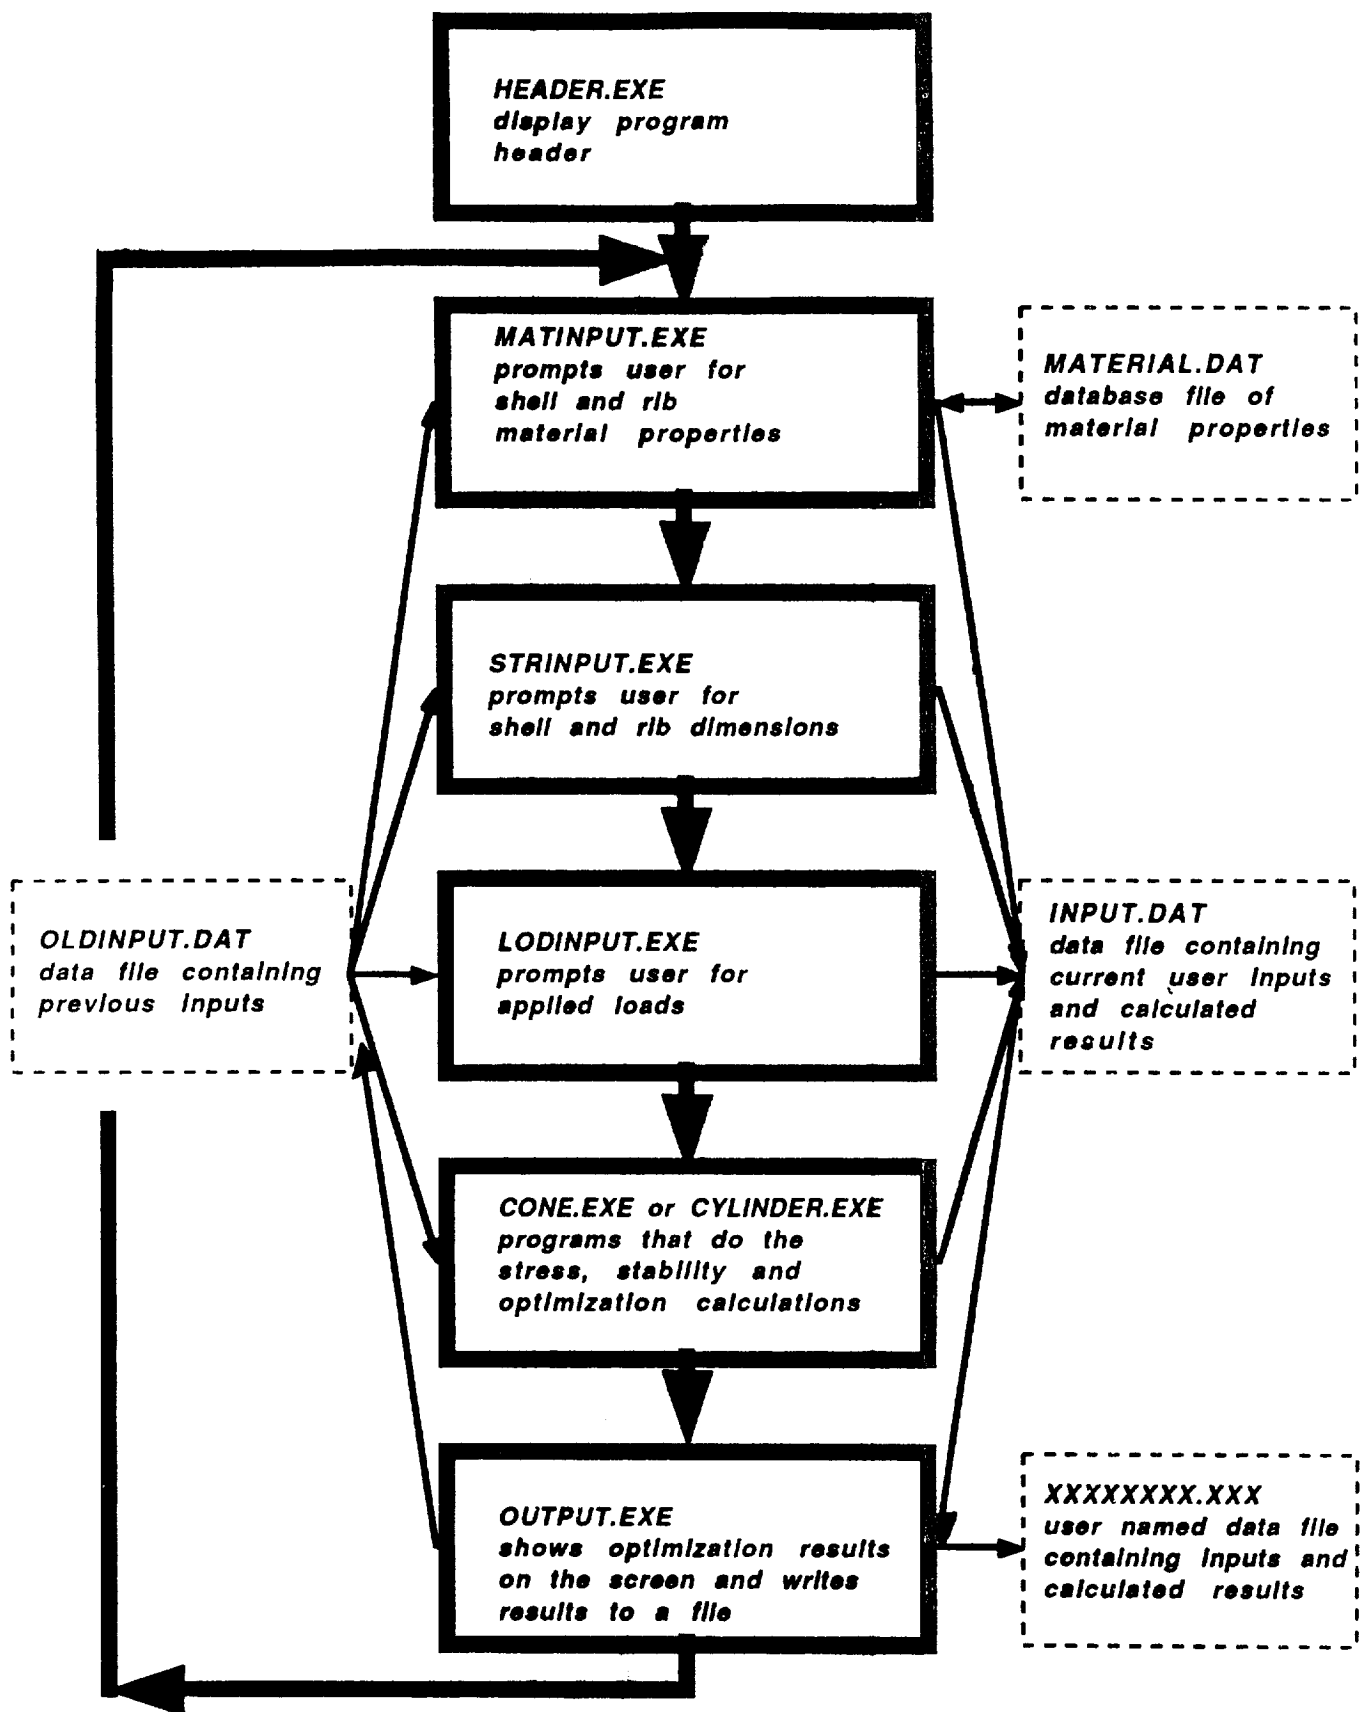 HEADER.EXE
display program
header
MATINPUT.EXE
prompts user for
shell and rib
material properties
MATERIAL.DAT
database file of
material properties
STRINPUT.EXE
prompts user for
shell and rib dimensions
OLDINPUT.DAT
data file containing
previous inputs
LODINPUT.EXE
prompts user for
applied loads
INPUT.DAT
data file containing
current user inputs
and calculated
results
CONE.EXE or CYLINDER.EXE
programs that do the
stress, stability and
optimization calculations
OUTPUT.EXE
shows optimization results
on the screen and writes
results to a file
XXXXXXXX.XXX
user named data file
containing inputs and
calculated results